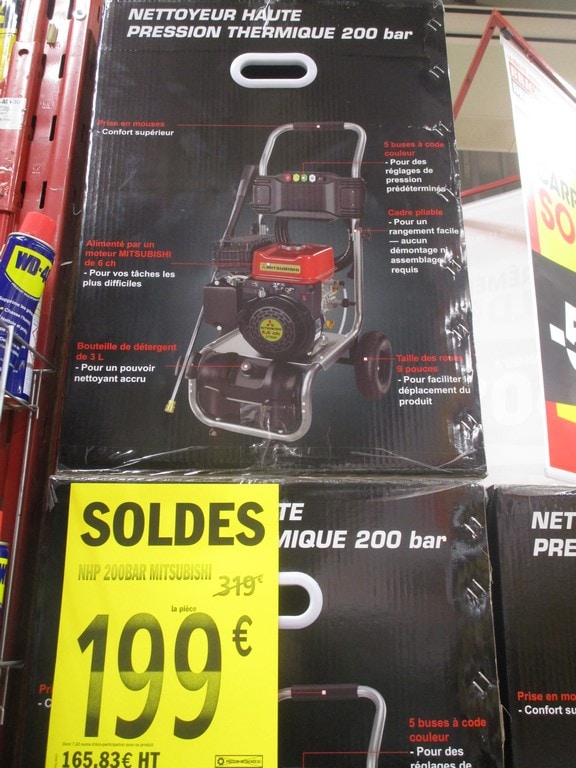 NETTOYEUR HAUTE
PRESSION THERMIQUE 200 bar
Prise en mouses
- Confort supérieur
5 buses à code
couleur
- Pour des
réglages de
pression
prédéterminés
Cadre pliable
- Pour un
rangement facile
— aucun
démontage ni
assemblage
requis
Alimenté par un
moteur MITSUBISHI
de 6 ch
- Pour vos tâches les
plus difficiles
MITSUBISHI
Bouteille de détergent
de 3 L
- Pour un pouvoir
nettoyant accru
Taille des roues
9 pouces
- Pour faciliter le
déplacement du
produit
WD-4
SOLDES
NHP 200BAR MITSUBISHI
319€
la pièce
199€
165,83€ HT
TE
MIQUE 200 bar
5 buses à code
couleur
- Pour des
réglages de
NET
PRE
Prise en mou
- Confort su
SO